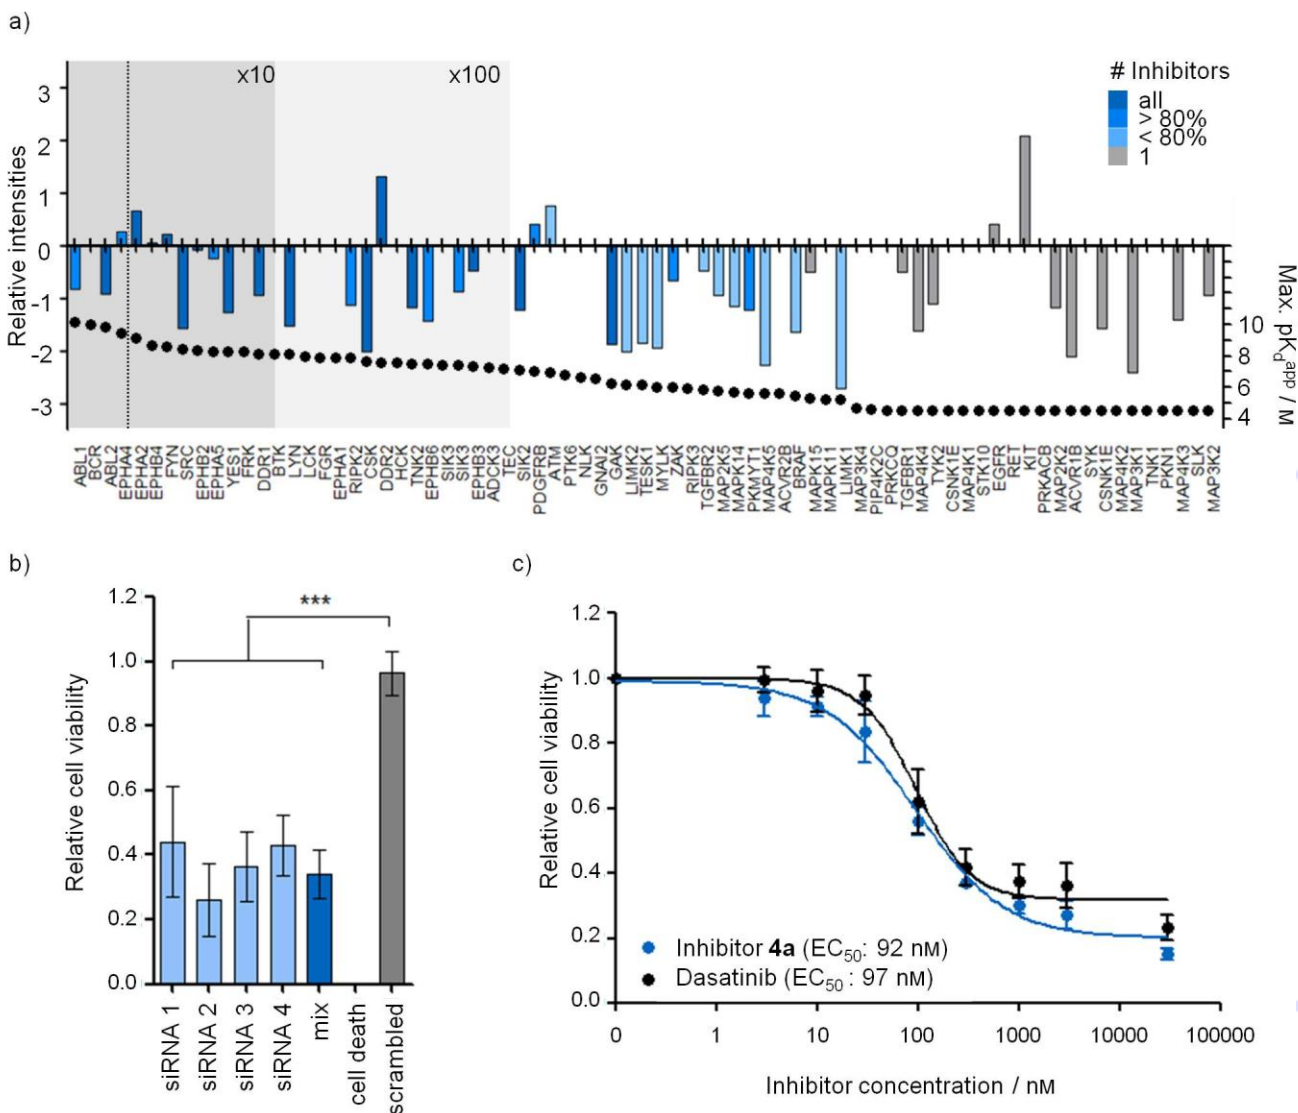 a)
x10
x100
# Inhibitors
all
> 80%
< 80%
1
Relative intensities
3
2
1
0
-1
-2
-3
Max. pKdapp / M
10
8
6
4
ABL1
BCR
ABL2
EPHA4
EPHA2
EPHB4
FYN
SRC
EPHB2
EPHA5
YES1
FRK
DDR1
BTK
LYN
LCK
FGR
EPHA1
RIPK2
CSK
DDR2
HCK
TNK2
EPHB6
SIK3
SIK3
EPHB3
ADCK3
TEC
SIK2
PDGFRB
ATM
PTK6
NLK
GNAI2
GAK
LIMK2
TESK1
MYLK
ZAK
RIPK3
TGFBR2
MAP2K5
MAPK14
PKMYT1
MAP4K5
ACVR2B
BRAF
MAPK15
MAPK11
LIMK1
MAP3K4
PIP4K2C
PRKCQ
TGFBR1
MAP4K4
TYK2
CSNK1E
MAP4K1
STK10
EGFR
RET
KIT
PRKACB
MAP2K2
ACVR1B
SYK
CSNK1E
MAP4K2
MAP3K1
TNK1
PKN1
MAP4K3
SLK
MAP3K2
b)
Relative cell viability
1.2
1.0
0.8
0.6
0.4
0.2
0.0
***
siRNA 1
siRNA 2
siRNA 3
siRNA 4
mix
cell death
scrambled
c)
Relative cell viability
1.2
1.0
0.8
0.6
0.4
0.2
0.0
Inhibitor 4a (EC50: 92 nM)
Dasatinib (EC50 : 97 nM)
0
1
10
100
1000
10000
100000
Inhibitor concentration / nM